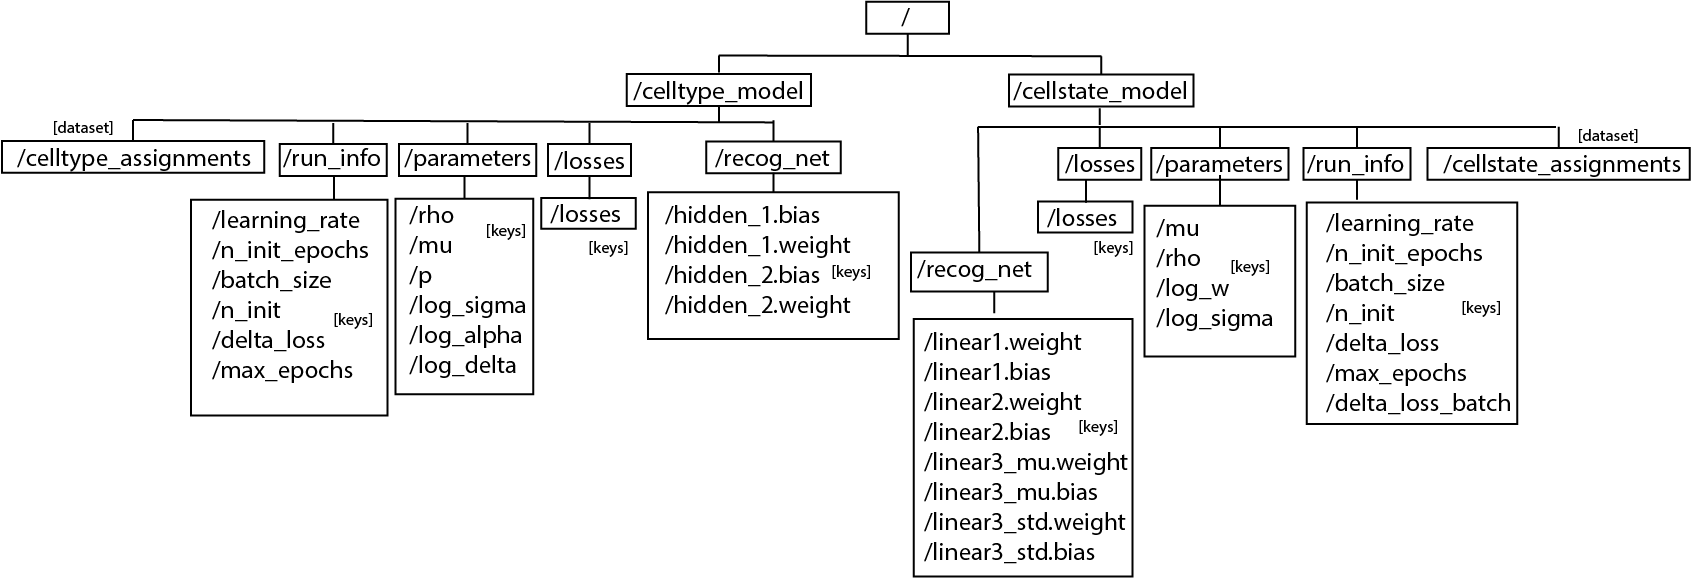 /
/celltype_model
/cellstate_model
[dataset]
/celltype_assignments
/run_info
/parameters
/losses
/recog_net
/learning_rate
/n_init_epochs
/batch_size
/n_init
[keys]
/delta_loss
/max_epochs
/rho
[keys]
/mu
/p
/log_sigma
/log_alpha
/log_delta
/losses
[keys]
/hidden_1.bias
/hidden_1.weight
/hidden_2.bias [keys]
/hidden_2.weight
/losses
/parameters
/run_info
[dataset]
/cellstate_assignments
/recog_net
/linear1.weight
/linear1.bias
/linear2.weight
/linear2.bias [keys]
/linear3_mu.weight
/linear3_mu.bias
/linear3_std.weight
/linear3_std.bias
/losses
[keys]
/mu
/rho [keys]
/log_w
/log_sigma
/learning_rate
/n_init_epochs
/batch_size
/n_init [keys]
/delta_loss
/max_epochs
/delta_loss_batch